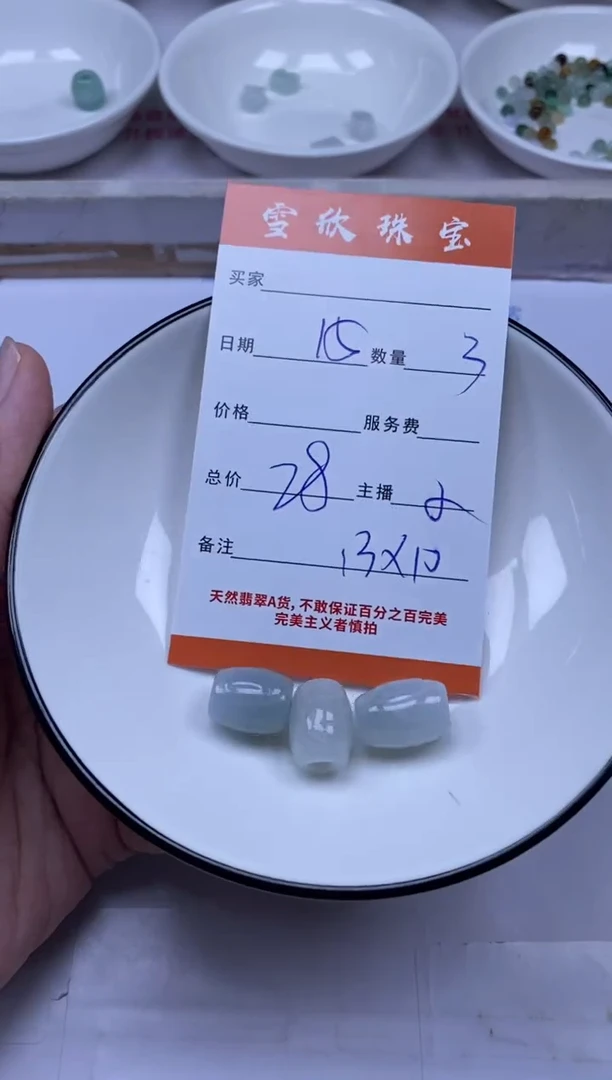 雪欣珠宝
买家
日期 15 数量 3
价格 服务费
总价 28 主播
备注 13X10
天然翡翠A货,不敢保证百分之百完美
完美主义者慎拍